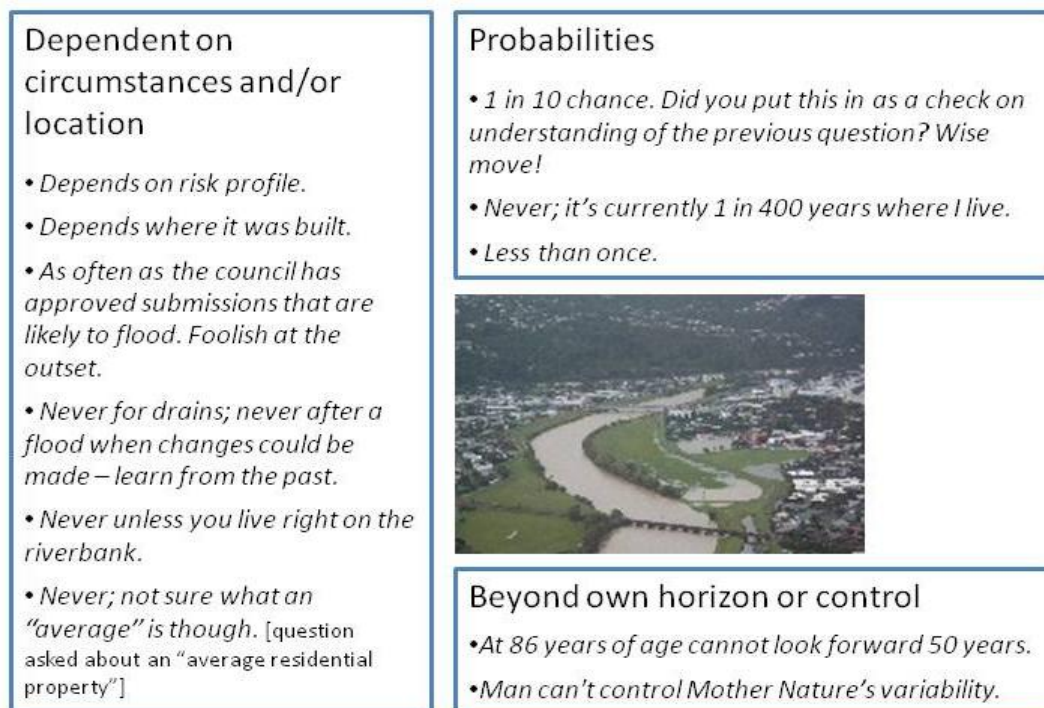 Dependent on
circumstances and/or
location
• Depends on risk profile.
• Depends where it was built.
• As often as the council has
approved submissions that are
likely to flood. Foolish at the
outset.
• Never for drains; never after a
flood when changes could be
made – learn from the past.
• Never unless you live right on the
riverbank.
• Never; not sure what an
“average” is though. [question
asked about an “average residential
property”]
Probabilities
• 1 in 10 chance. Did you put this in as a check on
understanding of the previous question? Wise
move!
• Never; it’s currently 1 in 400 years where I live.
• Less than once.
Beyond own horizon or control
•At 86 years of age cannot look forward 50 years.
•Man can’t control Mother Nature’s variability.